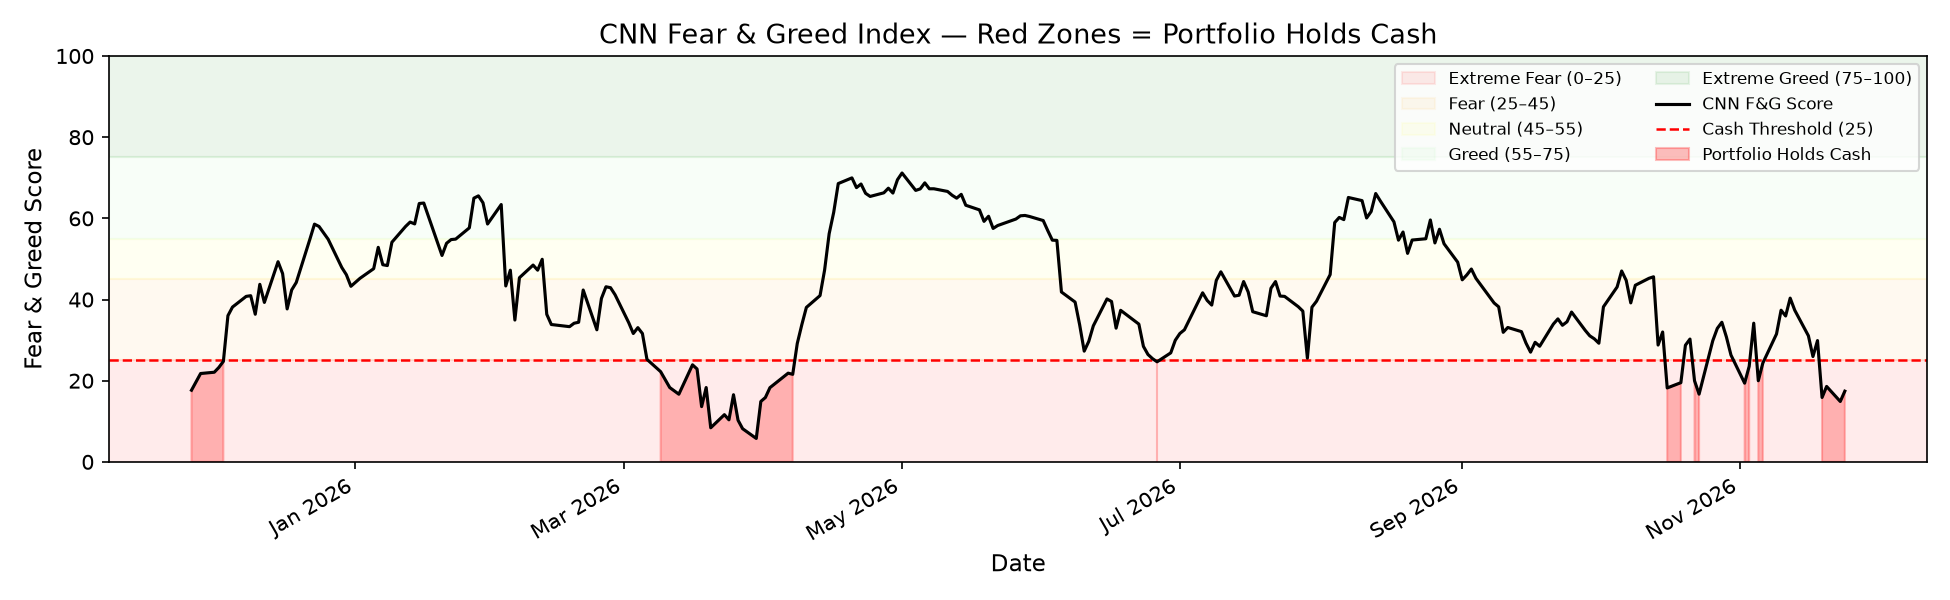 CNN Fear & Greed Index — Red Zones = Portfolio Holds Cash
Fear & Greed Score
100
80
60
40
20
0
Extreme Fear (0–25)
Fear (25–45)
Neutral (45–55)
Greed (55–75)
Extreme Greed (75–100)
CNN F&G Score
Cash Threshold (25)
Portfolio Holds Cash
Jan 2026
Mar 2026
May 2026
Jul 2026
Sep 2026
Nov 2026
Date